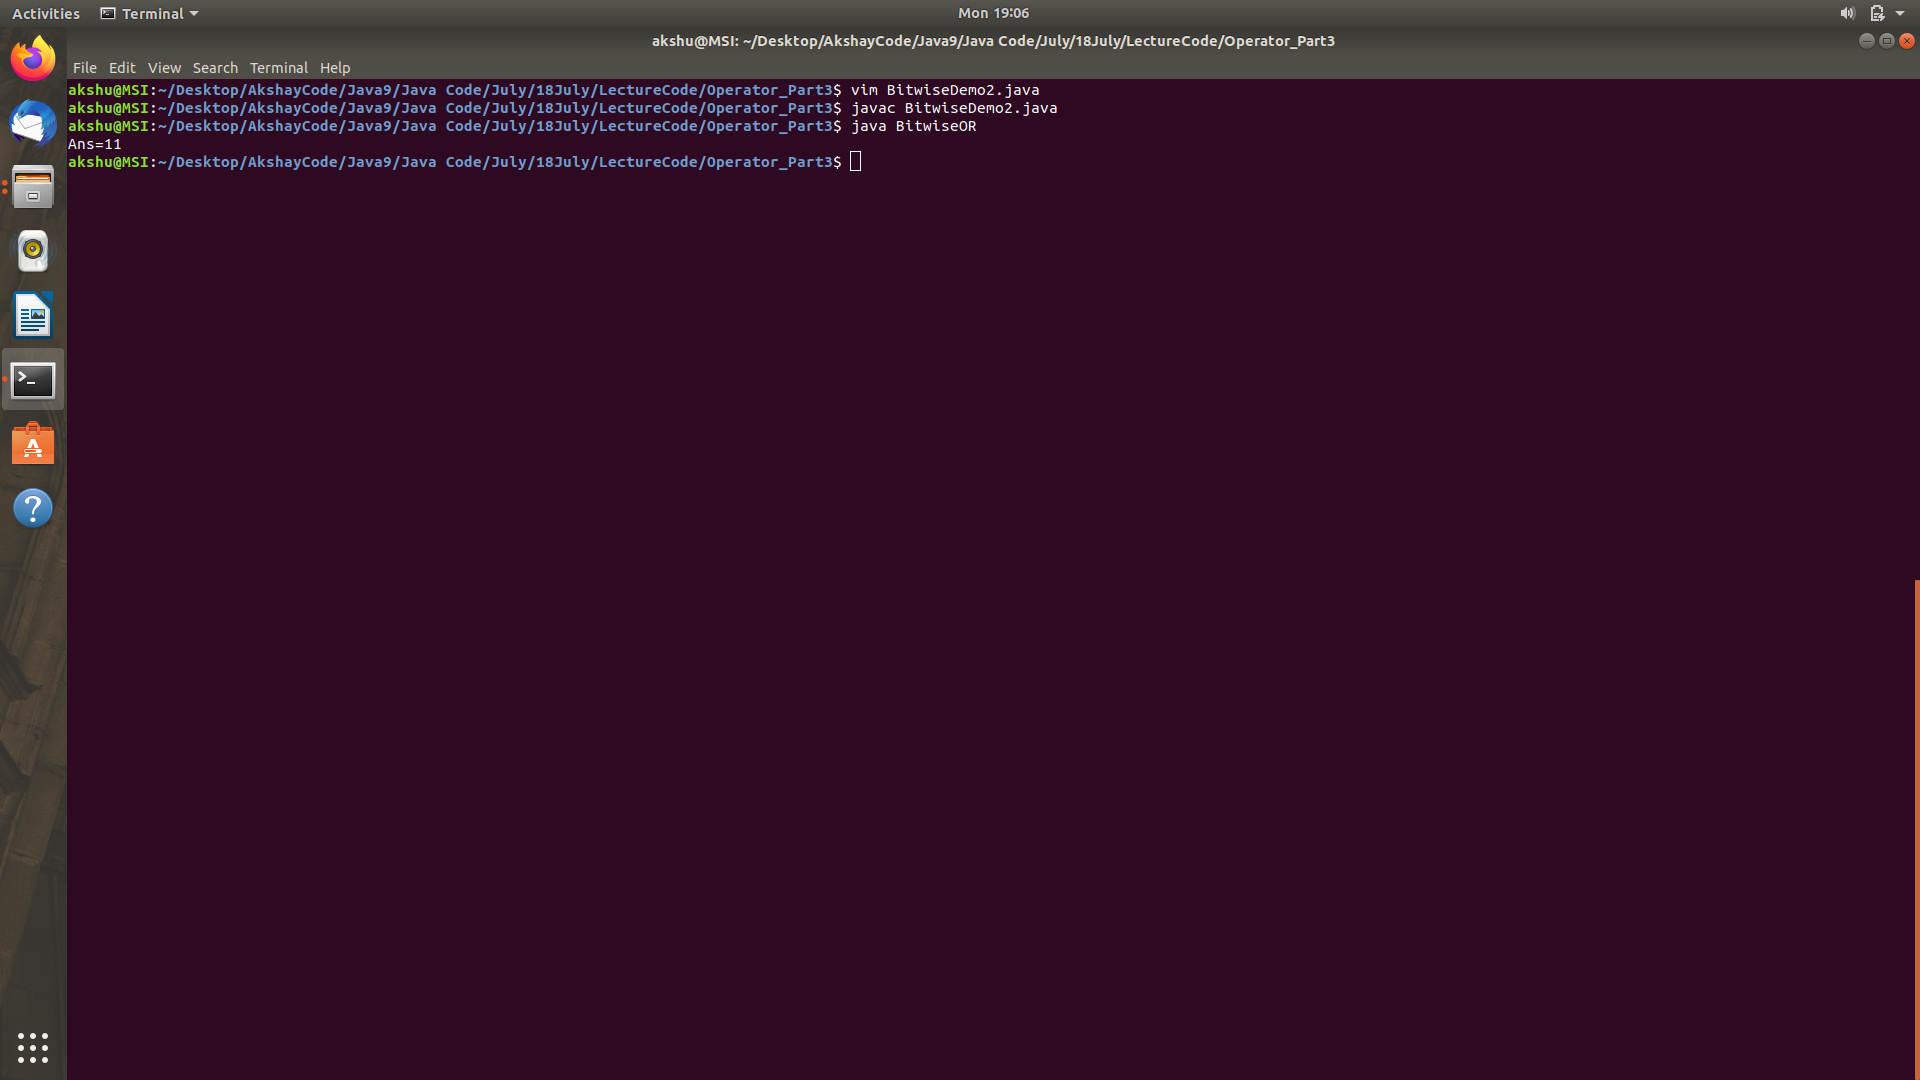 Activities Terminal Mon 19:06
akshu@MSI: ~/Desktop/AkshayCode/Java9/Java Code/July/18July/LectureCode/Operator_Part3
File Edit View Search Terminal Help
akshu@MSI:~/Desktop/AkshayCode/Java9/Java Code/July/18July/LectureCode/Operator_Part3$ vim BitwiseDemo2.java
akshu@MSI:~/Desktop/AkshayCode/Java9/Java Code/July/18July/LectureCode/Operator_Part3$ javac BitwiseDemo2.java
akshu@MSI:~/Desktop/AkshayCode/Java9/Java Code/July/18July/LectureCode/Operator_Part3$ java BitwiseOR
Ans=11
akshu@MSI:~/Desktop/AkshayCode/Java9/Java Code/July/18July/LectureCode/Operator_Part3$